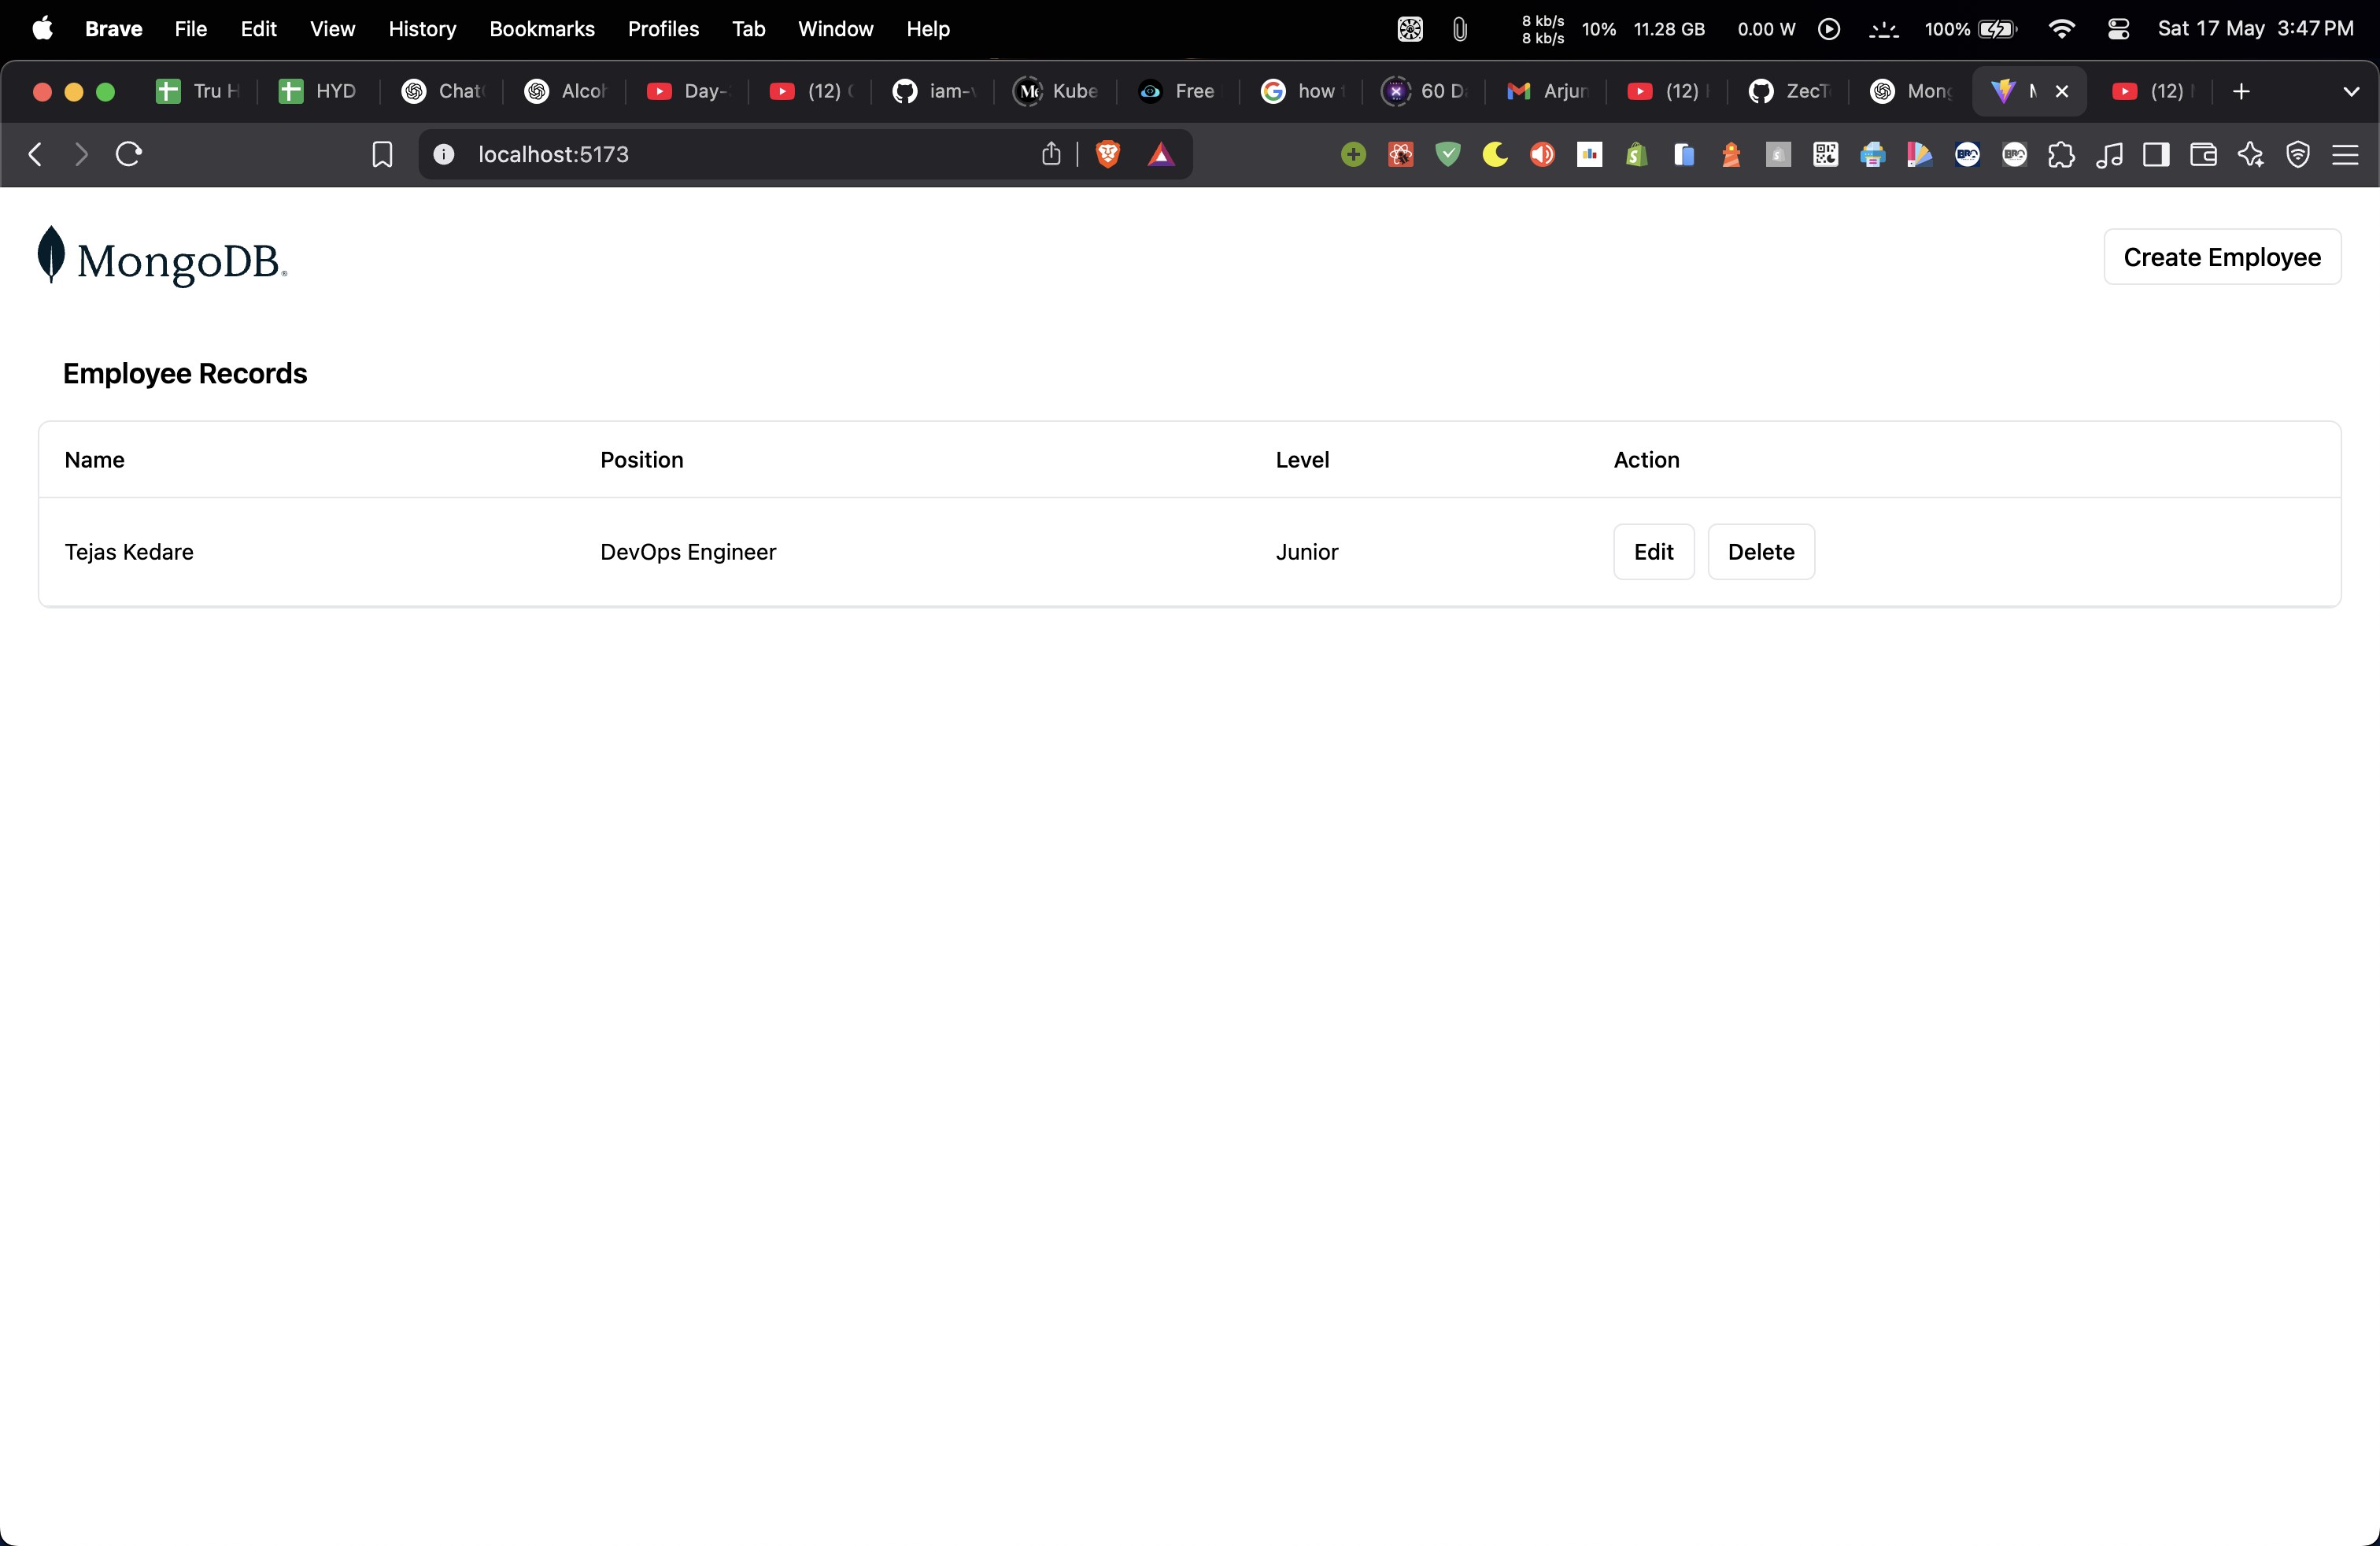 Brave File Edit View History Bookmarks Profiles Tab Window Help 8 kb/s 8 kb/s 10% 11.28 GB 0.00 W 100% Sat 17 May 3:47 PM
Tru H HYD Chat Alcoh Day- (12) iam-v Kube Free how 60 D Arjun (12) ZecT Mong (12)
localhost:5173
MongoDB®
Create Employee
Employee Records
Name Position Level Action
Tejas Kedare DevOps Engineer Junior Edit Delete